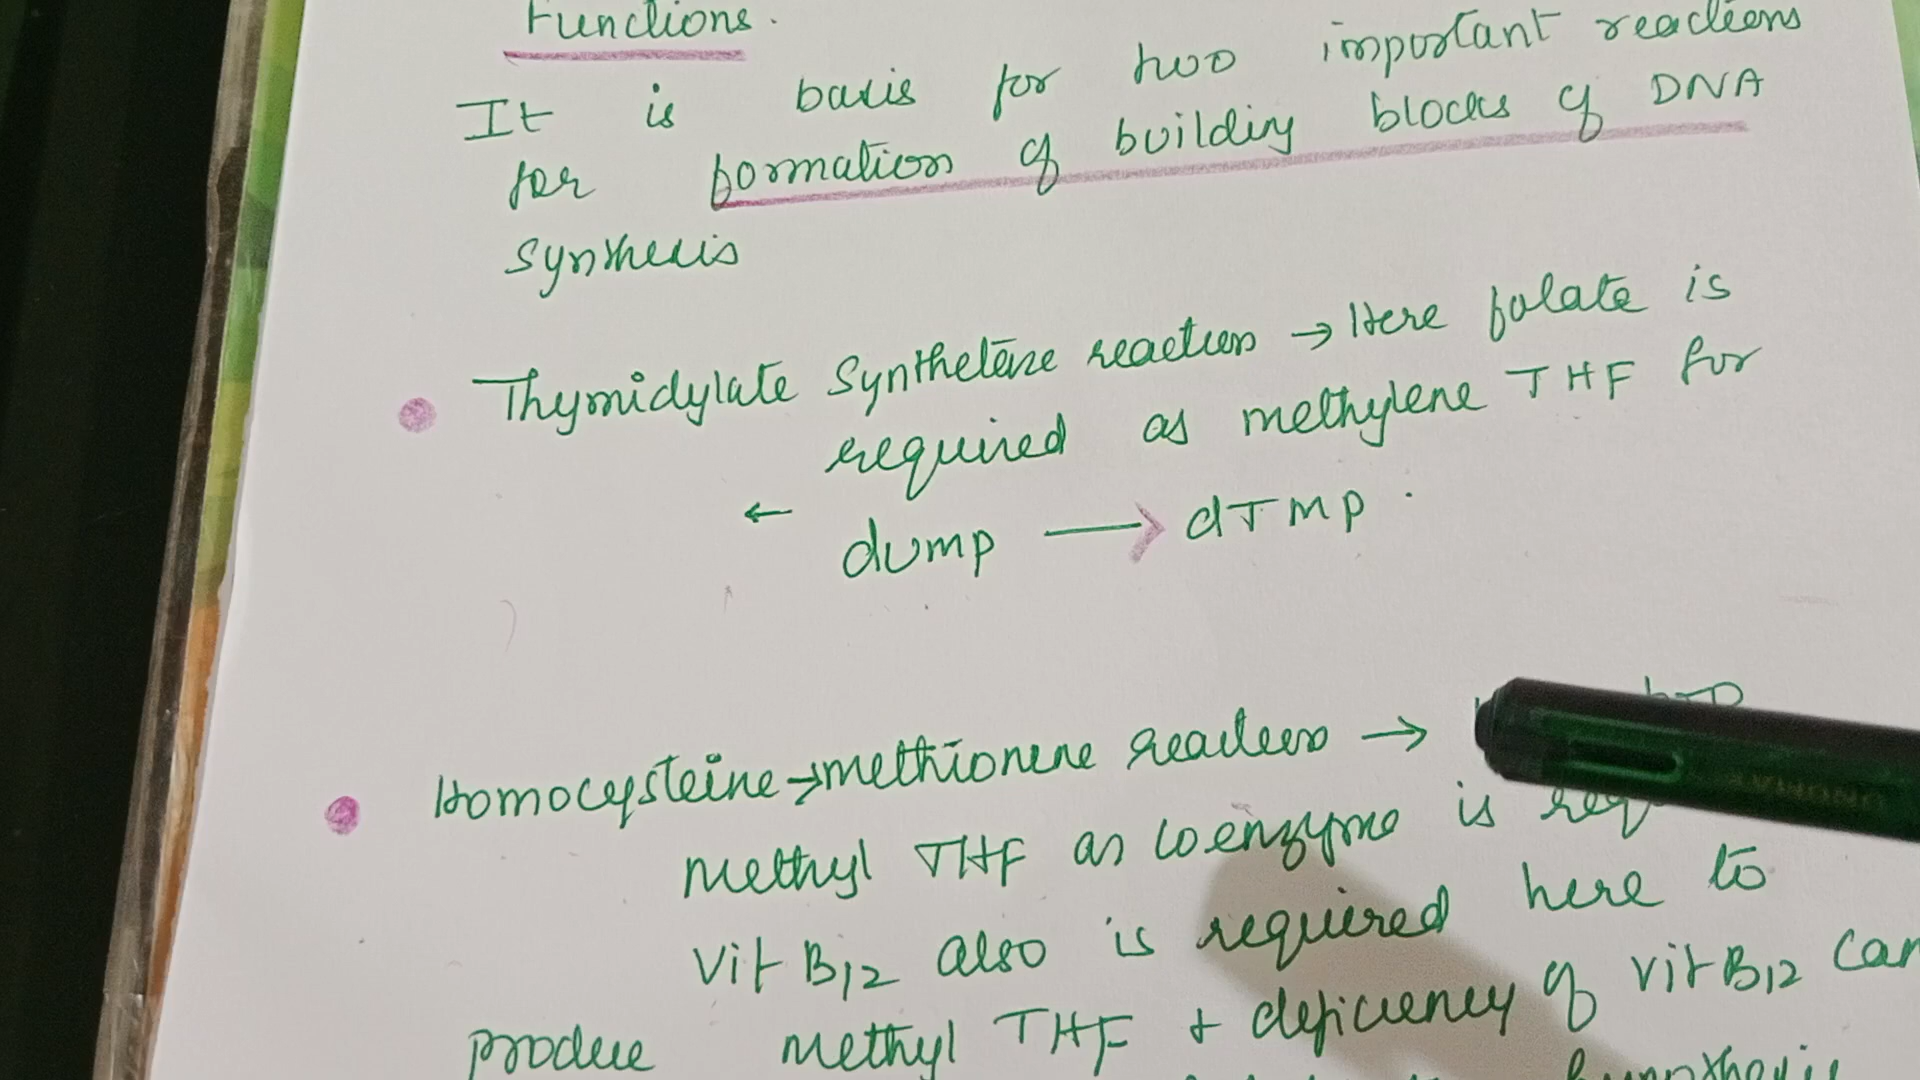 Functions.
It is basis for two important reactions
for formation of building blocks of DNA
synthesis
Thymidylate Synthetase reaction → Here folate is
required as methylene THF for
← dump → dTMP.
Homocysteine → methionine reaction →
methyl THF as coenzyme is
Vit B12 also is required here to
produce methyl THF + deficiency of vit B12 can